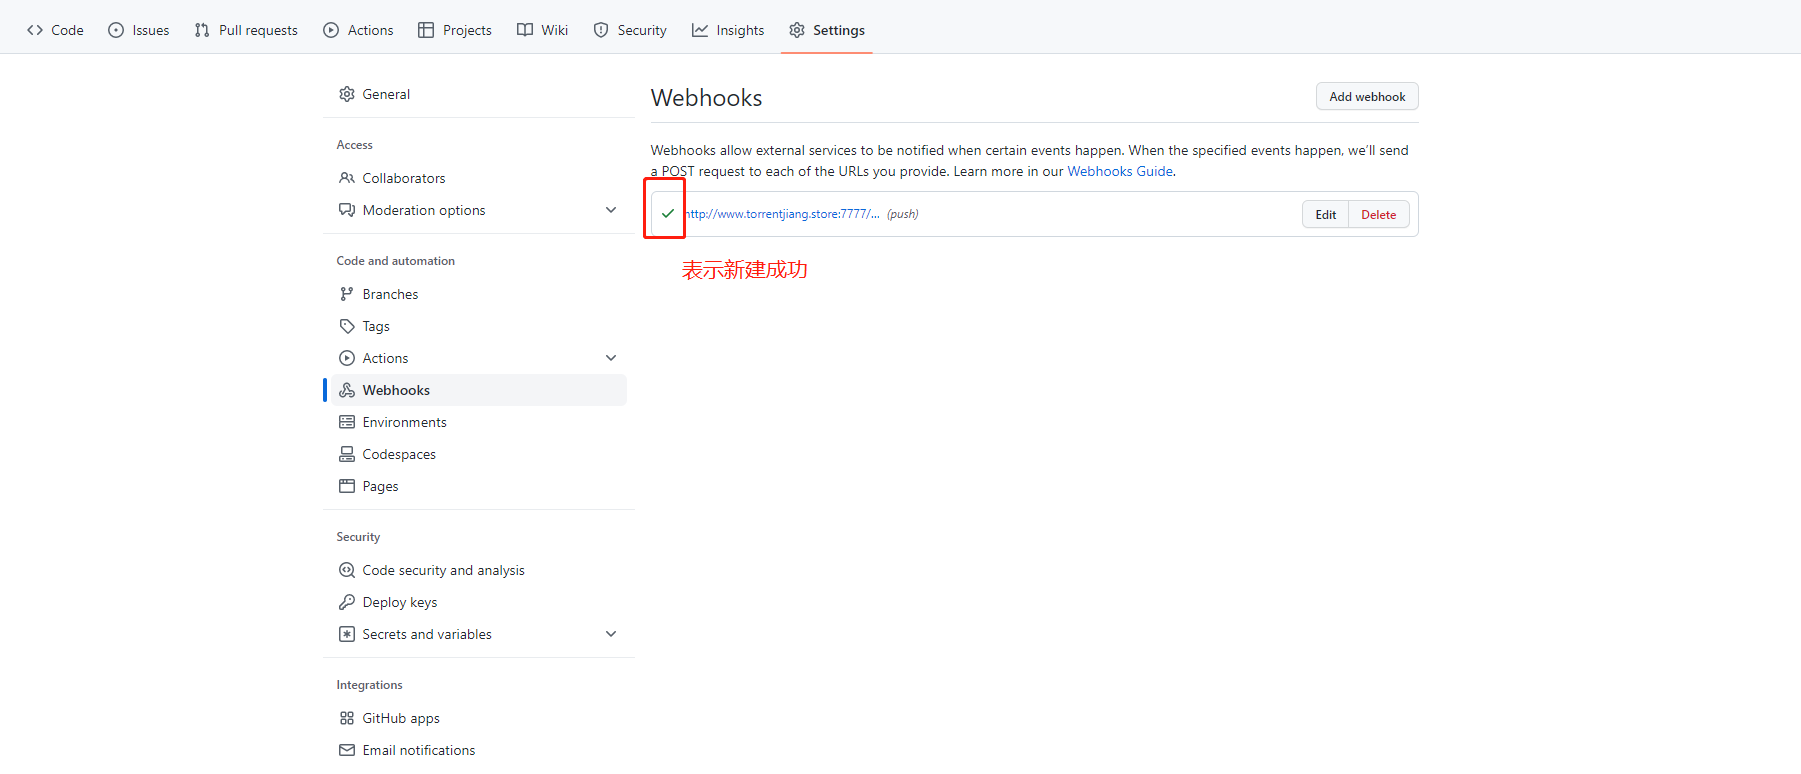 Code
Issues
Pull requests
Actions
Projects
Wiki
Security
Insights
Settings
General
Access
Collaborators
Moderation options
Code and automation
Branches
Tags
Actions
Webhooks
Environments
Codespaces
Pages
Security
Code security and analysis
Deploy keys
Secrets and variables
Integrations
GitHub apps
Email notifications
Webhooks
Add webhook
Webhooks allow external services to be notified when certain events happen. When the specified events happen, we’ll send
a POST request to each of the URLs you provide. Learn more in our Webhooks Guide.
http://www.torrentjiang.store:7777/... (push)
Edit
Delete
表示新建成功